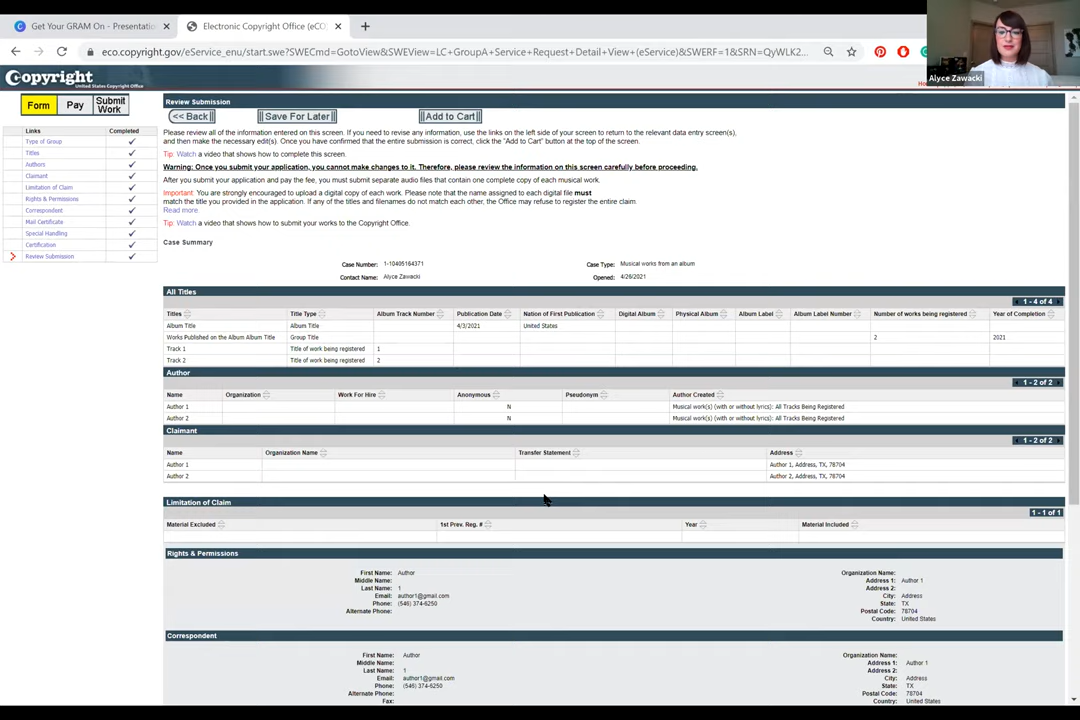 Get Your GRAM On - Presentatio
Electronic Copyright Office (eCO)
eco.copyright.gov/eService_enu/start.swe?SWECmd=GotoView&SWEView=LC+GroupA+Service+Request+Detail+View+(eService)&SWERF=1&SRN=QyWLK2...
Alyce Zawacki
Copyright
United States Copyright Office
Form
Pay
Submit Work
Links Completed
Type of Group
Titles
Authors
Claimant
Limitation of Claim
Rights & Permissions
Correspondent
Mail Certificate
Special Handling
Certification
Review Submission
Review Submission
<< Back
Save For Later
Add to Cart
Please review all of the information entered on this screen. If you need to revise any information, use the links on the left side of your screen to return to the relevant data entry screen(s),
and then make the necessary edit(s). Once you have confirmed that the entire submission is correct, click the "Add to Cart" button at the top of the screen.
Tip: Watch a video that shows how to complete this screen.
Warning: Once you submit your application, you cannot make changes to it. Therefore, please review the information on this screen carefully before proceeding.
After you submit your application and pay the fee, you must submit separate audio files that contain one complete copy of each musical work.
Important: You are strongly encouraged to upload a digital copy of each work. Please note that the name assigned to each digital file must
match the title you provided in the application. If any of the titles and filenames do not match each other, the Office may refuse to register the entire claim.
Read more.
Tip: Watch a video that shows how to submit your works to the Copyright Office.
Case Summary
Case Number: 1-10405164371 Case Type: Musical works from an album
Contact Name: Alyce Zawacki Opened: 4/26/2021
All Titles
1 - 4 of 4
Titles Title Type Album Track Number Publication Date Nation of First Publication Digital Album Physical Album Album Label Album Label Number Number of works being registered Year of Completion
Album Title Album Title 4/3/2021 United States
Works Published on the Album Album Title Group Title 2 2021
Track 1 Title of work being registered 1
Track 2 Title of work being registered 2
Author
1 - 2 of 2
Name Organization Work For Hire Anonymous Pseudonym Author Created
Author 1 N Musical work(s) (with or without lyrics): All Tracks Being Registered
Author 2 N Musical work(s) (with or without lyrics): All Tracks Being Registered
Claimant
1 - 2 of 2
Name Organization Name Transfer Statement Address
Author 1 Author 1, Address, TX, 78704
Author 2 Author 2, Address, TX, 78704
Limitation of Claim
1 - 1 of 1
Material Excluded 1st Prev. Reg. # Year Material Included
Rights & Permissions
First Name: Author Organization Name:
Middle Name: Address 1: Author 1
Last Name: 1 Address 2:
Email: author1@gmail.com City: Address
Phone: (546) 374-6250 State: TX
Alternate Phone: Postal Code: 78704
Country: United States
Correspondent
First Name: Author Organization Name:
Middle Name: Address 1: Author 1
Last Name: 1 Address 2:
Email: author1@gmail.com City: Address
Phone: (546) 374-6250 State: TX
Alternate Phone: Postal Code: 78704
Fax: Country: United States